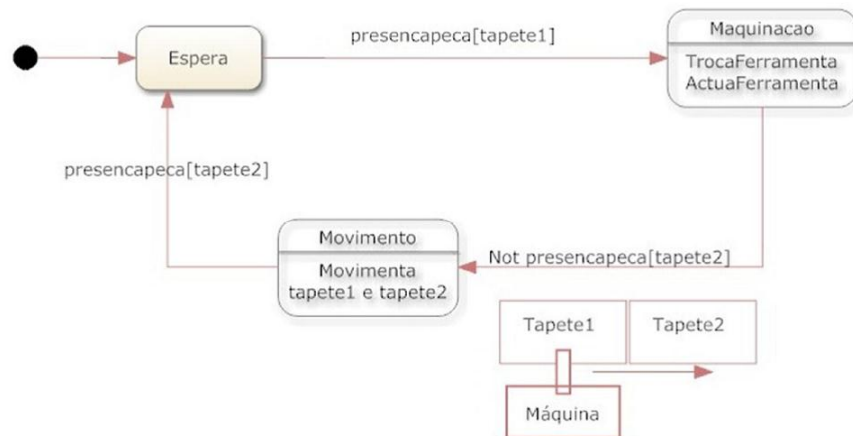 presencapeca[tapete1]
Espera
Maquinacao
TrocaFerramenta
ActuaFerramenta
presencapeca[tapete2]
Movimento
Movimenta
tapete1 e tapete2
Not presencapeca[tapete2]
Tapete1
Tapete2
Máquina